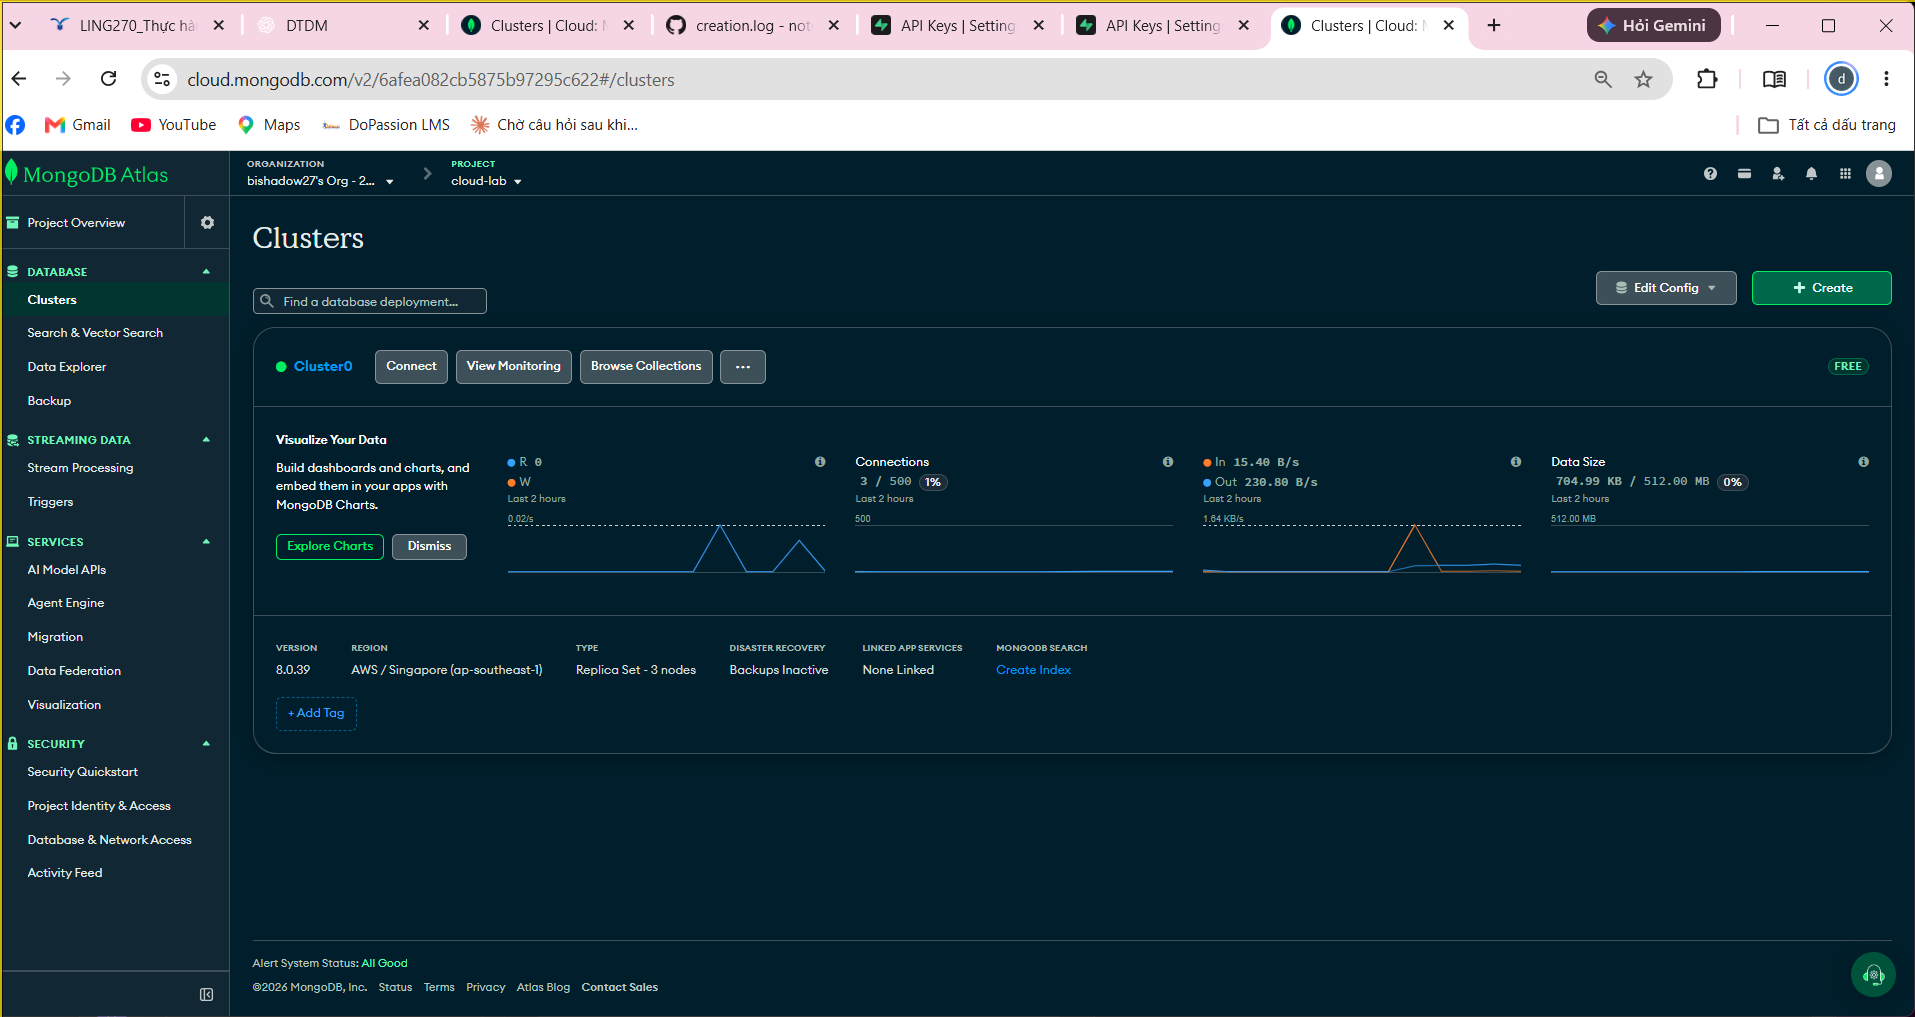 LING270_Thực hà
DTDM
Clusters | Cloud: M
creation.log - note
API Keys | Setting
API Keys | Setting
Clusters | Cloud: M
Hỏi Gemini
cloud.mongodb.com/v2/6afea082cb5875b97295c622#/clusters
d
Gmail
YouTube
Maps
DoPassion LMS
Chờ câu hỏi sau khi...
Tất cả dấu trang
MongoDB Atlas
ORGANIZATION
bishadow27's Org - 2...
PROJECT
cloud-lab
Project Overview
DATABASE
Clusters
Search & Vector Search
Data Explorer
Backup
STREAMING DATA
Stream Processing
Triggers
SERVICES
AI Model APIs
Agent Engine
Migration
Data Federation
Visualization
SECURITY
Security Quickstart
Project Identity & Access
Database & Network Access
Activity Feed
Clusters
Find a database deployment...
Edit Config
+ Create
Cluster0
Connect
View Monitoring
Browse Collections
...
FREE
Visualize Your Data
Build dashboards and charts, and
embed them in your apps with
MongoDB Charts.
Explore Charts
Dismiss
R 0
W
Last 2 hours
0.02/s
Connections
3 / 500 1%
Last 2 hours
500
In 15.40 B/s
Out 230.80 B/s
Last 2 hours
1.64 KB/s
Data Size
704.99 KB / 512.00 MB 0%
Last 2 hours
512.00 MB
VERSION
8.0.39
REGION
AWS / Singapore (ap-southeast-1)
TYPE
Replica Set - 3 nodes
DISASTER RECOVERY
Backups Inactive
LINKED APP SERVICES
None Linked
MONGODB SEARCH
Create Index
+ Add Tag
Alert System Status: All Good
©2026 MongoDB, Inc. Status Terms Privacy Atlas Blog Contact Sales